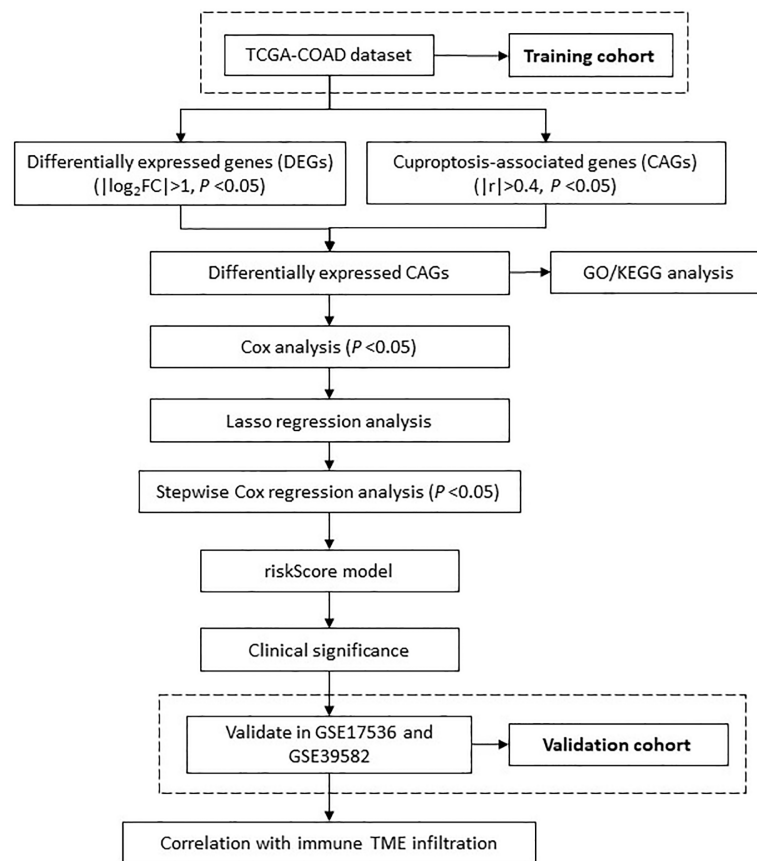 TCGA-COAD dataset
Training cohort
Differentially expressed genes (DEGs)
(|log₂FC|>1, P <0.05)
Cuproptosis-associated genes (CAGs)
(|r|>0.4, P <0.05)
Differentially expressed CAGs
GO/KEGG analysis
Cox analysis (P <0.05)
Lasso regression analysis
Stepwise Cox regression analysis (P <0.05)
riskScore model
Clinical significance
Validate in GSE17536 and
GSE39582
Validation cohort
Correlation with immune TME infiltration